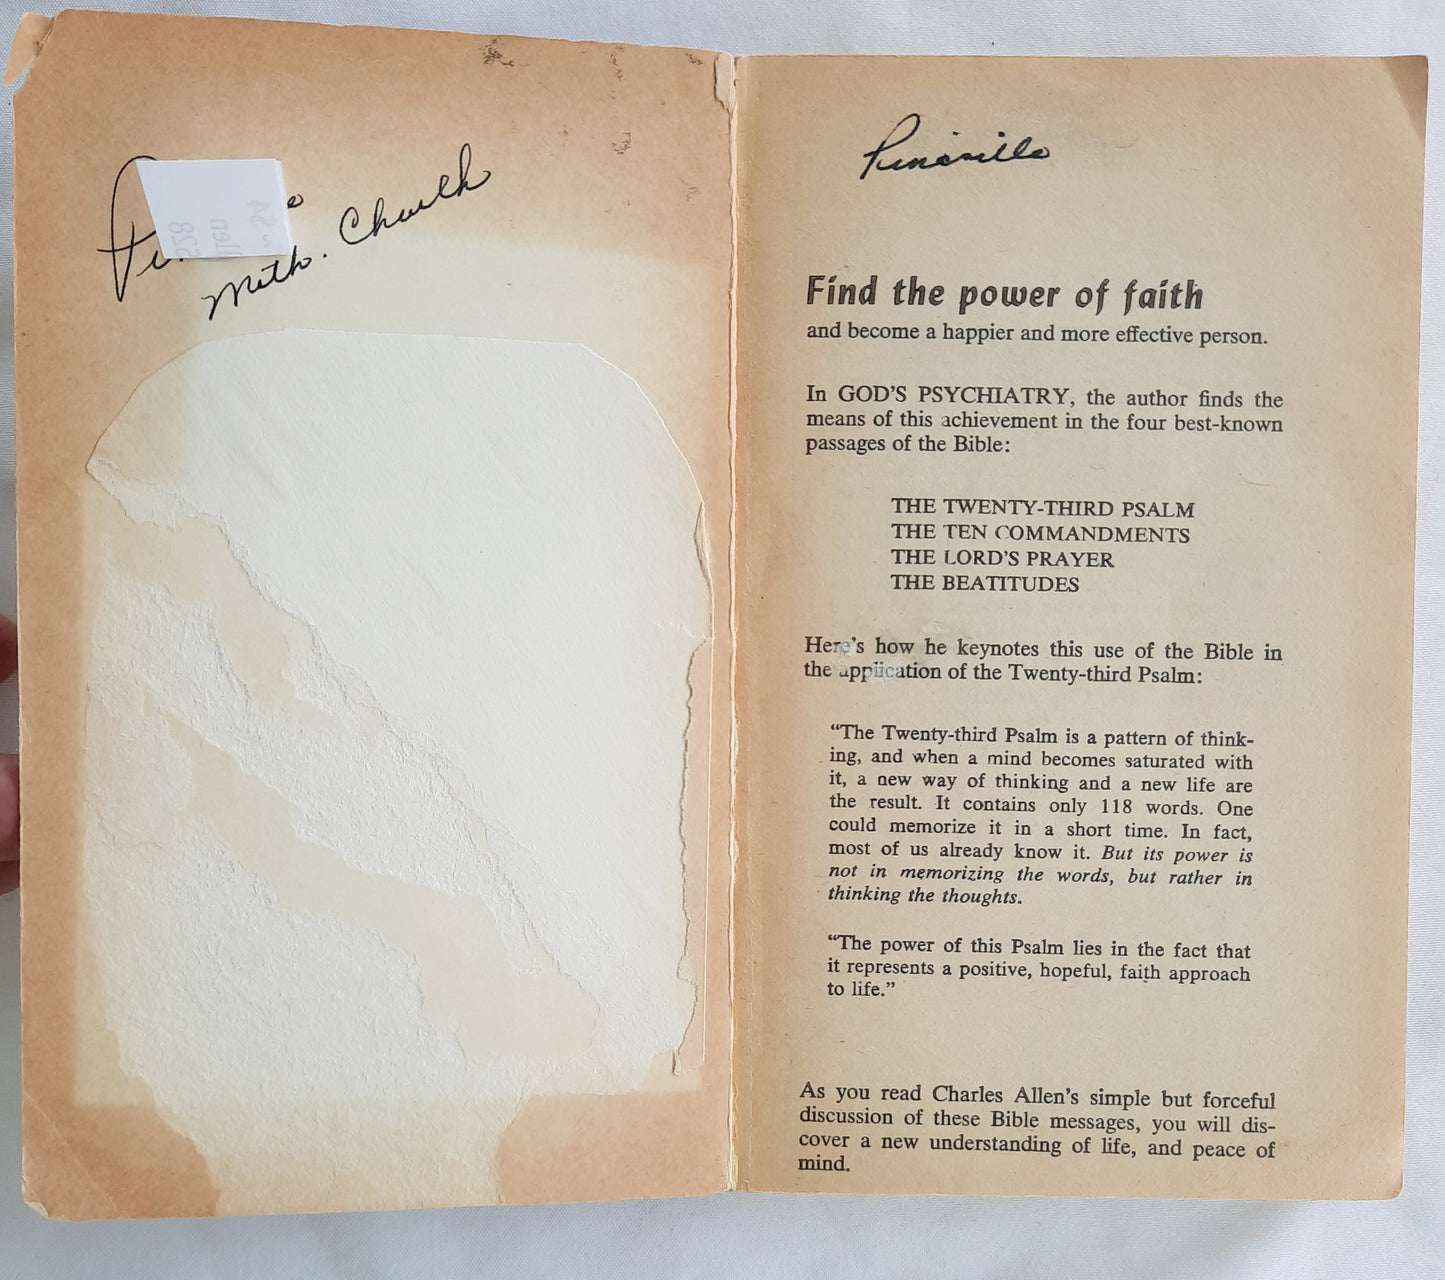 Meth. Church
Find the power of faith
and become a happier and more effective person.
In GOD'S PSYCHIATRY, the author finds the
means of this achievement in the four best-known
passages of the Bible:
THE TWENTY-THIRD PSALM
THE TEN COMMANDMENTS
THE LORD'S PRAYER
THE BEATITUDES
Here's how he keynotes this use of the Bible in
the application of the Twenty-third Psalm:
“The Twenty-third Psalm is a pattern of think-
ing, and when a mind becomes saturated with
it, a new way of thinking and a new life are
the result. It contains only 118 words. One
could memorize it in a short time. In fact,
most of us already know it. But its power is
not in memorizing the words, but rather in
thinking the thoughts.
“The power of this Psalm lies in the fact that
it represents a positive, hopeful, faith approach
to life.”
As you read Charles Allen's simple but forceful
discussion of these Bible messages, you will dis-
cover a new understanding of life, and peace of
mind.